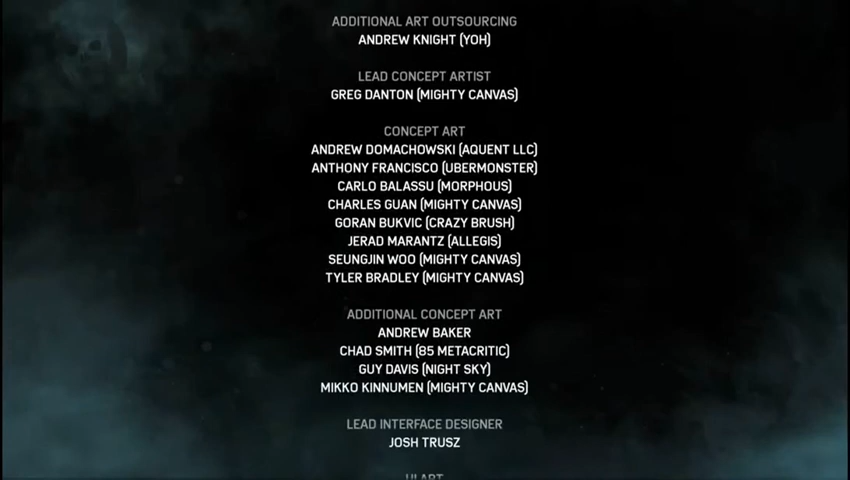 ADDITIONAL ART OUTSOURCING
ANDREW KNIGHT (YOH)
LEAD CONCEPT ARTIST
GREG DANTON (MIGHTY CANVAS)
CONCEPT ART
ANDREW DOMACHOWSKI (AQUENT LLC)
ANTHONY FRANCISCO (UBERMONSTER)
CARLO BALASSU (MORPHOUS)
CHARLES GUAN (MIGHTY CANVAS)
GORAN BUKVIC (CRAZY BRUSH)
JERAD MARANTZ (ALLEGIS)
SEUNGJIN WOO (MIGHTY CANVAS)
TYLER BRADLEY (MIGHTY CANVAS)
ADDITIONAL CONCEPT ART
ANDREW BAKER
CHAD SMITH (85 METACRITIC)
GUY DAVIS (NIGHT SKY)
MIKKO KINNUMEN (MIGHTY CANVAS)
LEAD INTERFACE DESIGNER
JOSH TRUSZ
UI ART